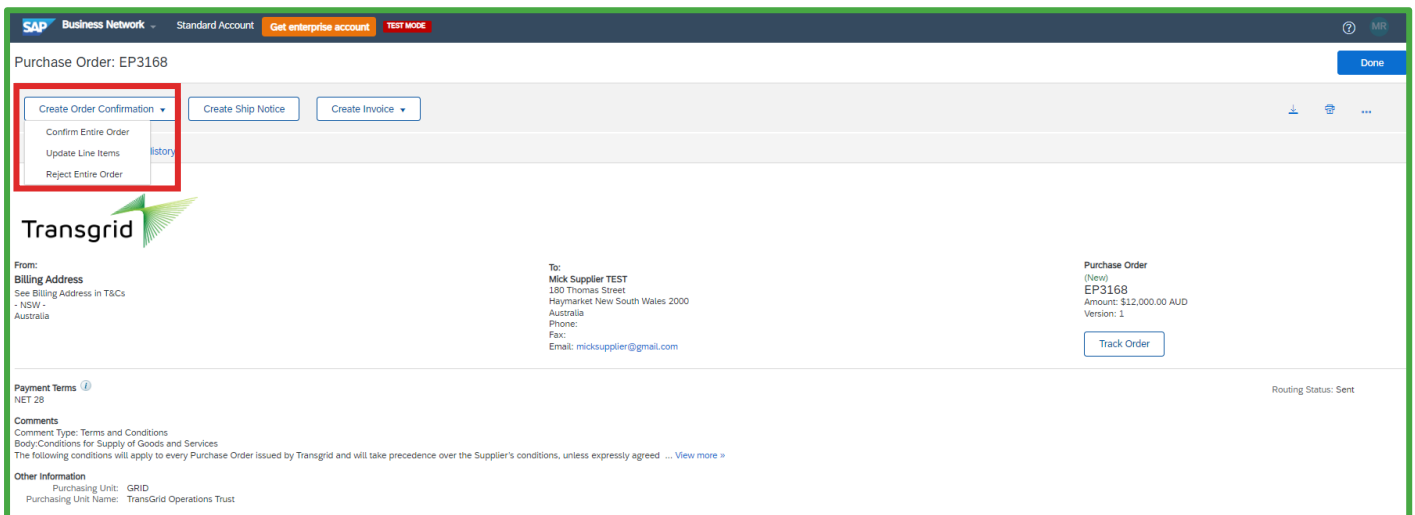 SAP Business Network Standard Account Get enterprise account TEST MODE MR
Purchase Order: EP3168 Done
Create Order Confirmation Create Ship Notice Create Invoice
Confirm Entire Order
Update Line Items
Reject Entire Order
Transgrid
From:
Billing Address
See Billing Address in T&Cs
- NSW -
Australia
To:
Mick Supplier TEST
180 Thomas Street
Haymarket New South Wales 2000
Australia
Phone:
Fax:
Email: micksupplier@gmail.com
Purchase Order
(New)
EP3168
Amount: $12,000.00 AUD
Version: 1
Track Order
Payment Terms
NET 28
Routing Status: Sent
Comments
Comment Type: Terms and Conditions
Body:Conditions for Supply of Goods and Services
The following conditions will apply to every Purchase Order issued by Transgrid and will take precedence over the Supplier's conditions, unless expressly agreed ... View more »
Other Information
Purchasing Unit: GRID
Purchasing Unit Name: TransGrid Operations Trust